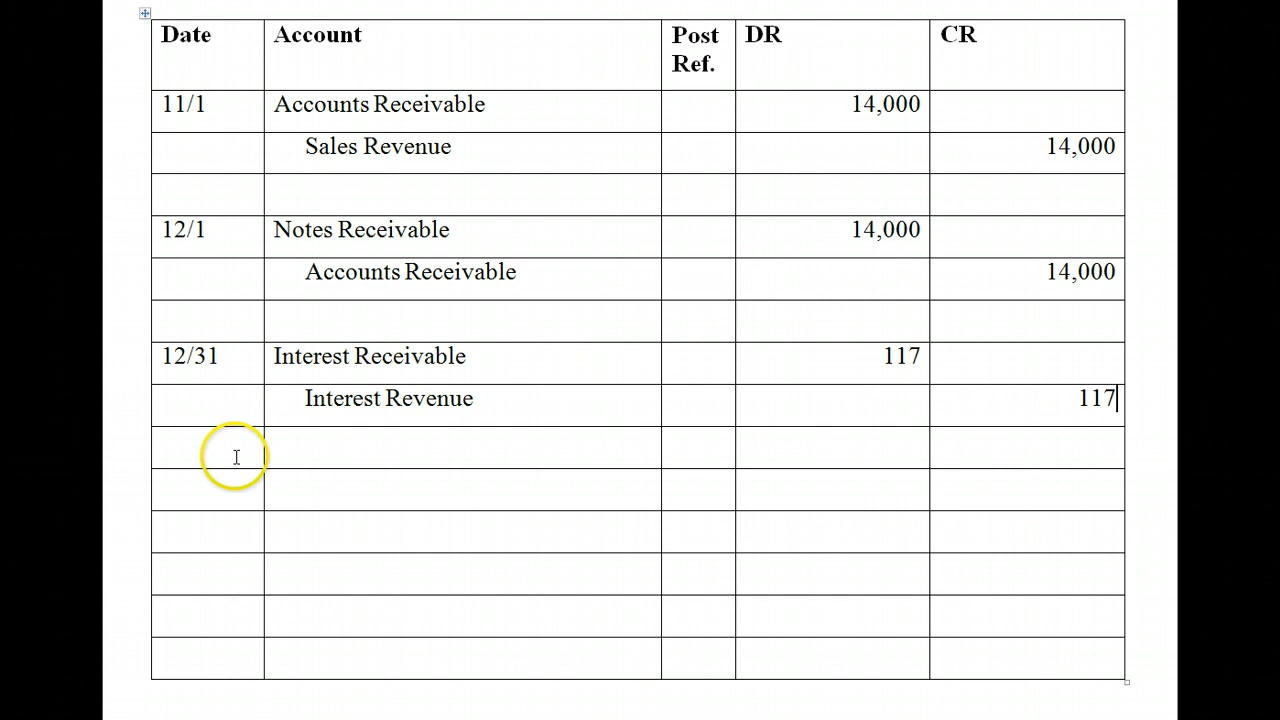 Date Account Post Ref. DR CR
11/1 Accounts Receivable 14,000
Sales Revenue 14,000
12/1 Notes Receivable 14,000
Accounts Receivable 14,000
12/31 Interest Receivable 117
Interest Revenue 117